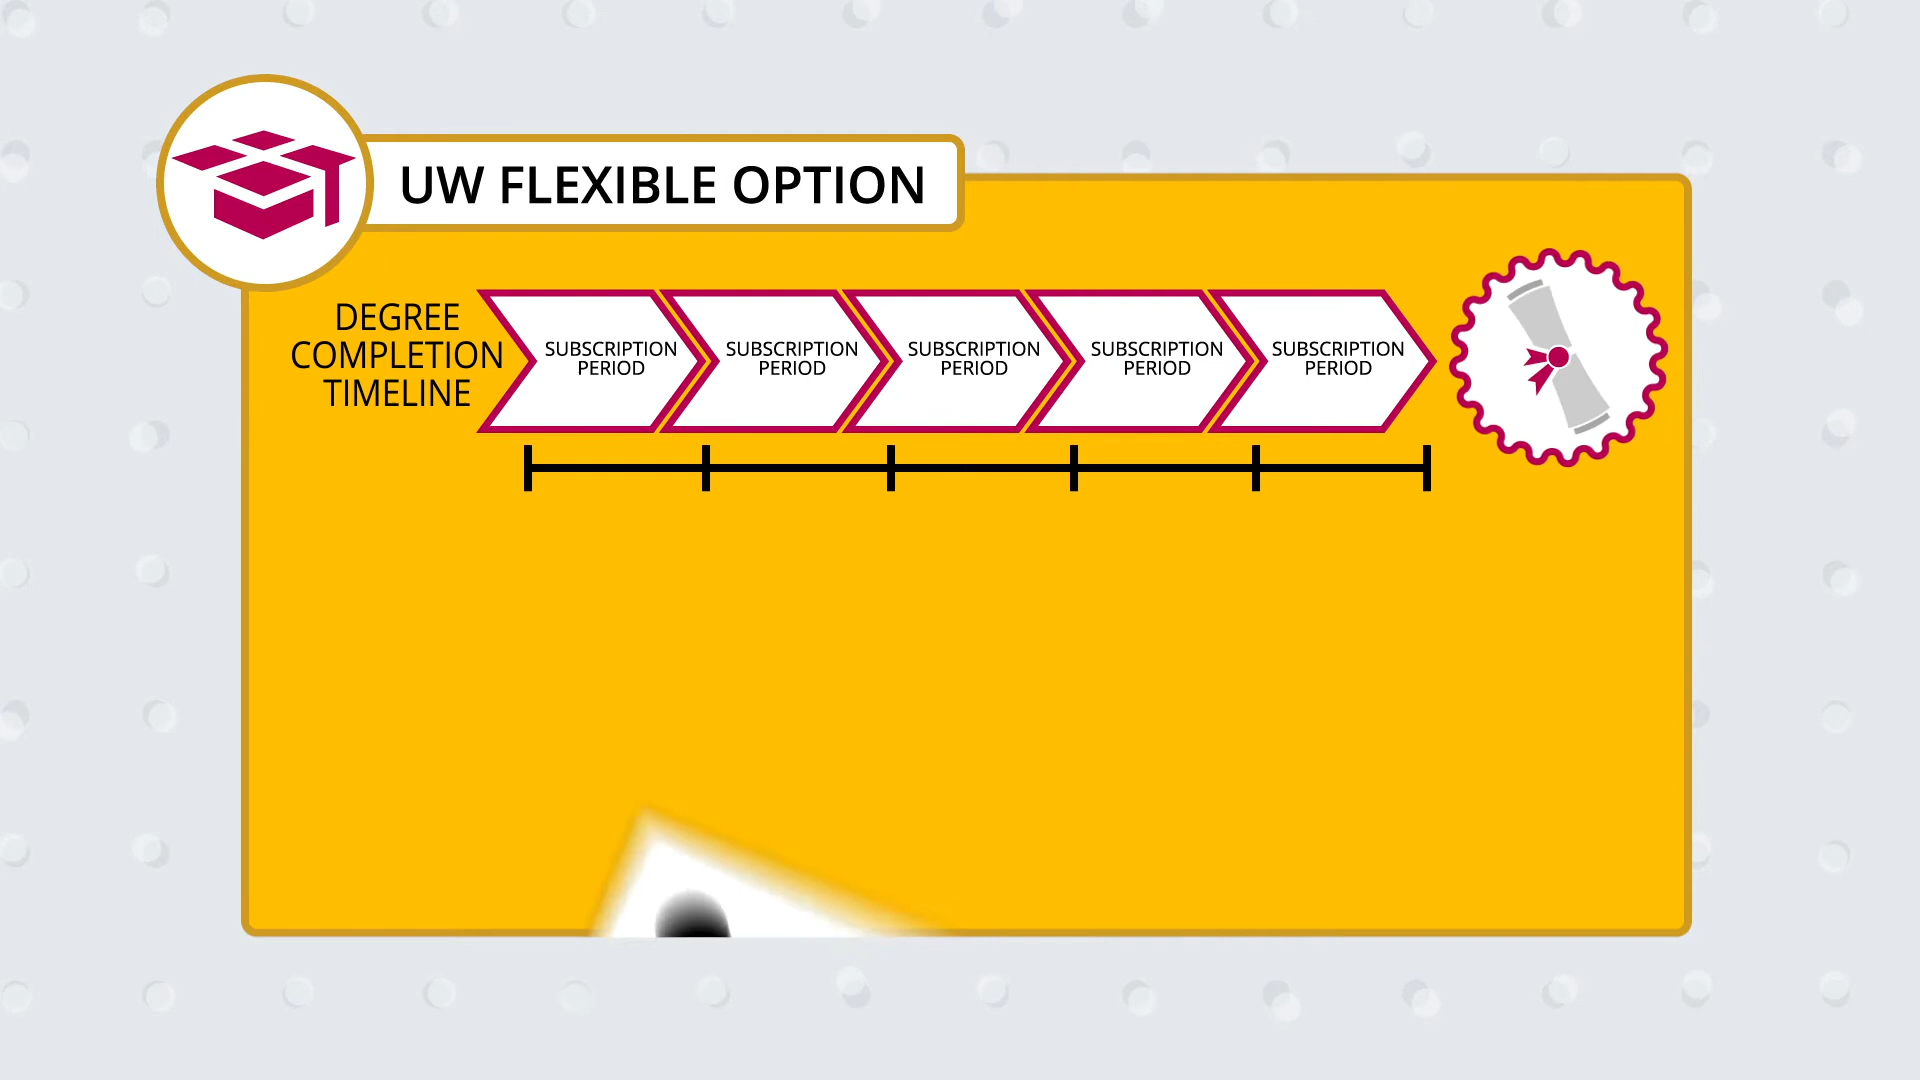 UW FLEXIBLE OPTION
DEGREE
COMPLETION
TIMELINE
SUBSCRIPTION
PERIOD
SUBSCRIPTION
PERIOD
SUBSCRIPTION
PERIOD
SUBSCRIPTION
PERIOD
SUBSCRIPTION
PERIOD